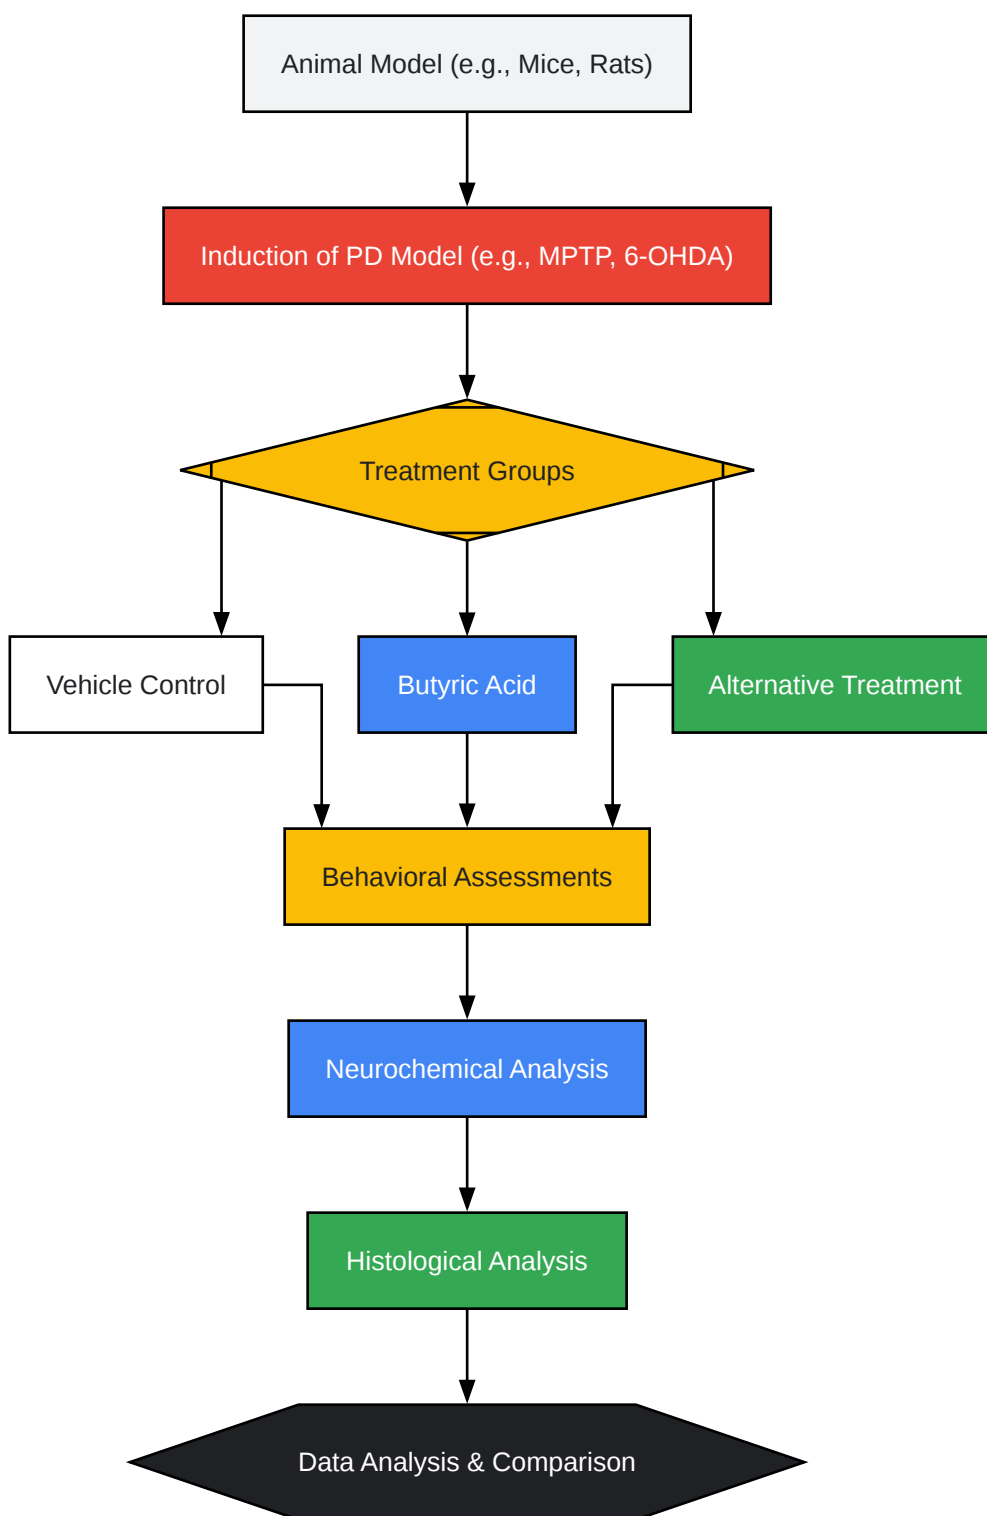 Animal Model (e.g., Mice, Rats)
Induction of PD Model (e.g., MPTP, 6-OHDA)
Treatment Groups
Vehicle Control
Butyric Acid
Alternative Treatment
Behavioral Assessments
Neurochemical Analysis
Histological Analysis
Data Analysis & Comparison